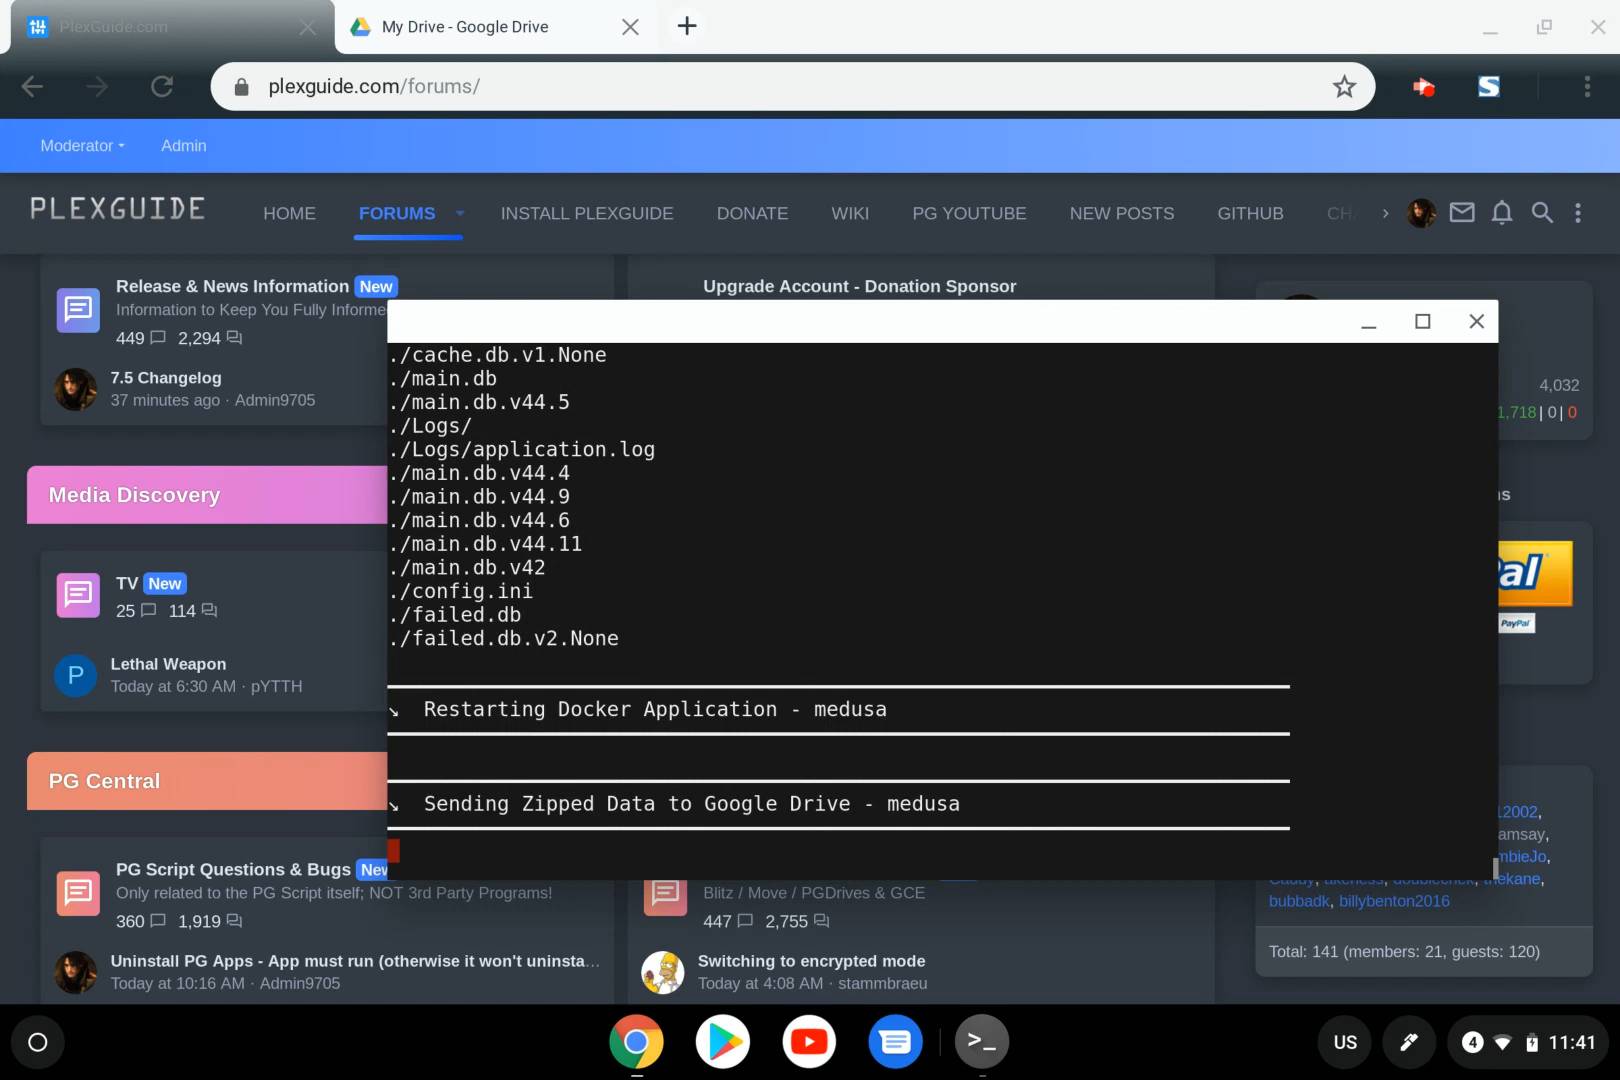 PlexGuide.com
My Drive - Google Drive
plexguide.com/forums/
Moderator
Admin
PLEXGUIDE
HOME
FORUMS
INSTALL PLEXGUIDE
DONATE
WIKI
PG YOUTUBE
NEW POSTS
GITHUB
Release & News Information New
Information to Keep You Fully Informe
449 2,294
7.5 Changelog
37 minutes ago · Admin9705
Upgrade Account - Donation Sponsor
4,032
1,718 | 0 | 0
Media Discovery
TV New
25 114
P
Lethal Weapon
Today at 6:30 AM · pYTTH
PG Central
PG Script Questions & Bugs New
Only related to the PG Script itself; NOT 3rd Party Programs!
360 1,919
Uninstall PG Apps - App must run (otherwise it won't uninsta...
Today at 10:16 AM · Admin9705
./cache.db.v1.None
./main.db
./main.db.v44.5
./Logs/
./Logs/application.log
./main.db.v44.4
./main.db.v44.9
./main.db.v44.6
./main.db.v44.11
./main.db.v42
./config.ini
./failed.db
./failed.db.v2.None
↘ Restarting Docker Application - medusa
↘ Sending Zipped Data to Google Drive - medusa
Blitz / Move / PGDrives & GCE
447 2,755
Switching to encrypted mode
Today at 4:08 AM · stammbraeu
PayPal
12002,
amsay,
mbieJo,
bubbadk, billybenton2016
Total: 141 (members: 21, guests: 120)
US
4
11:41